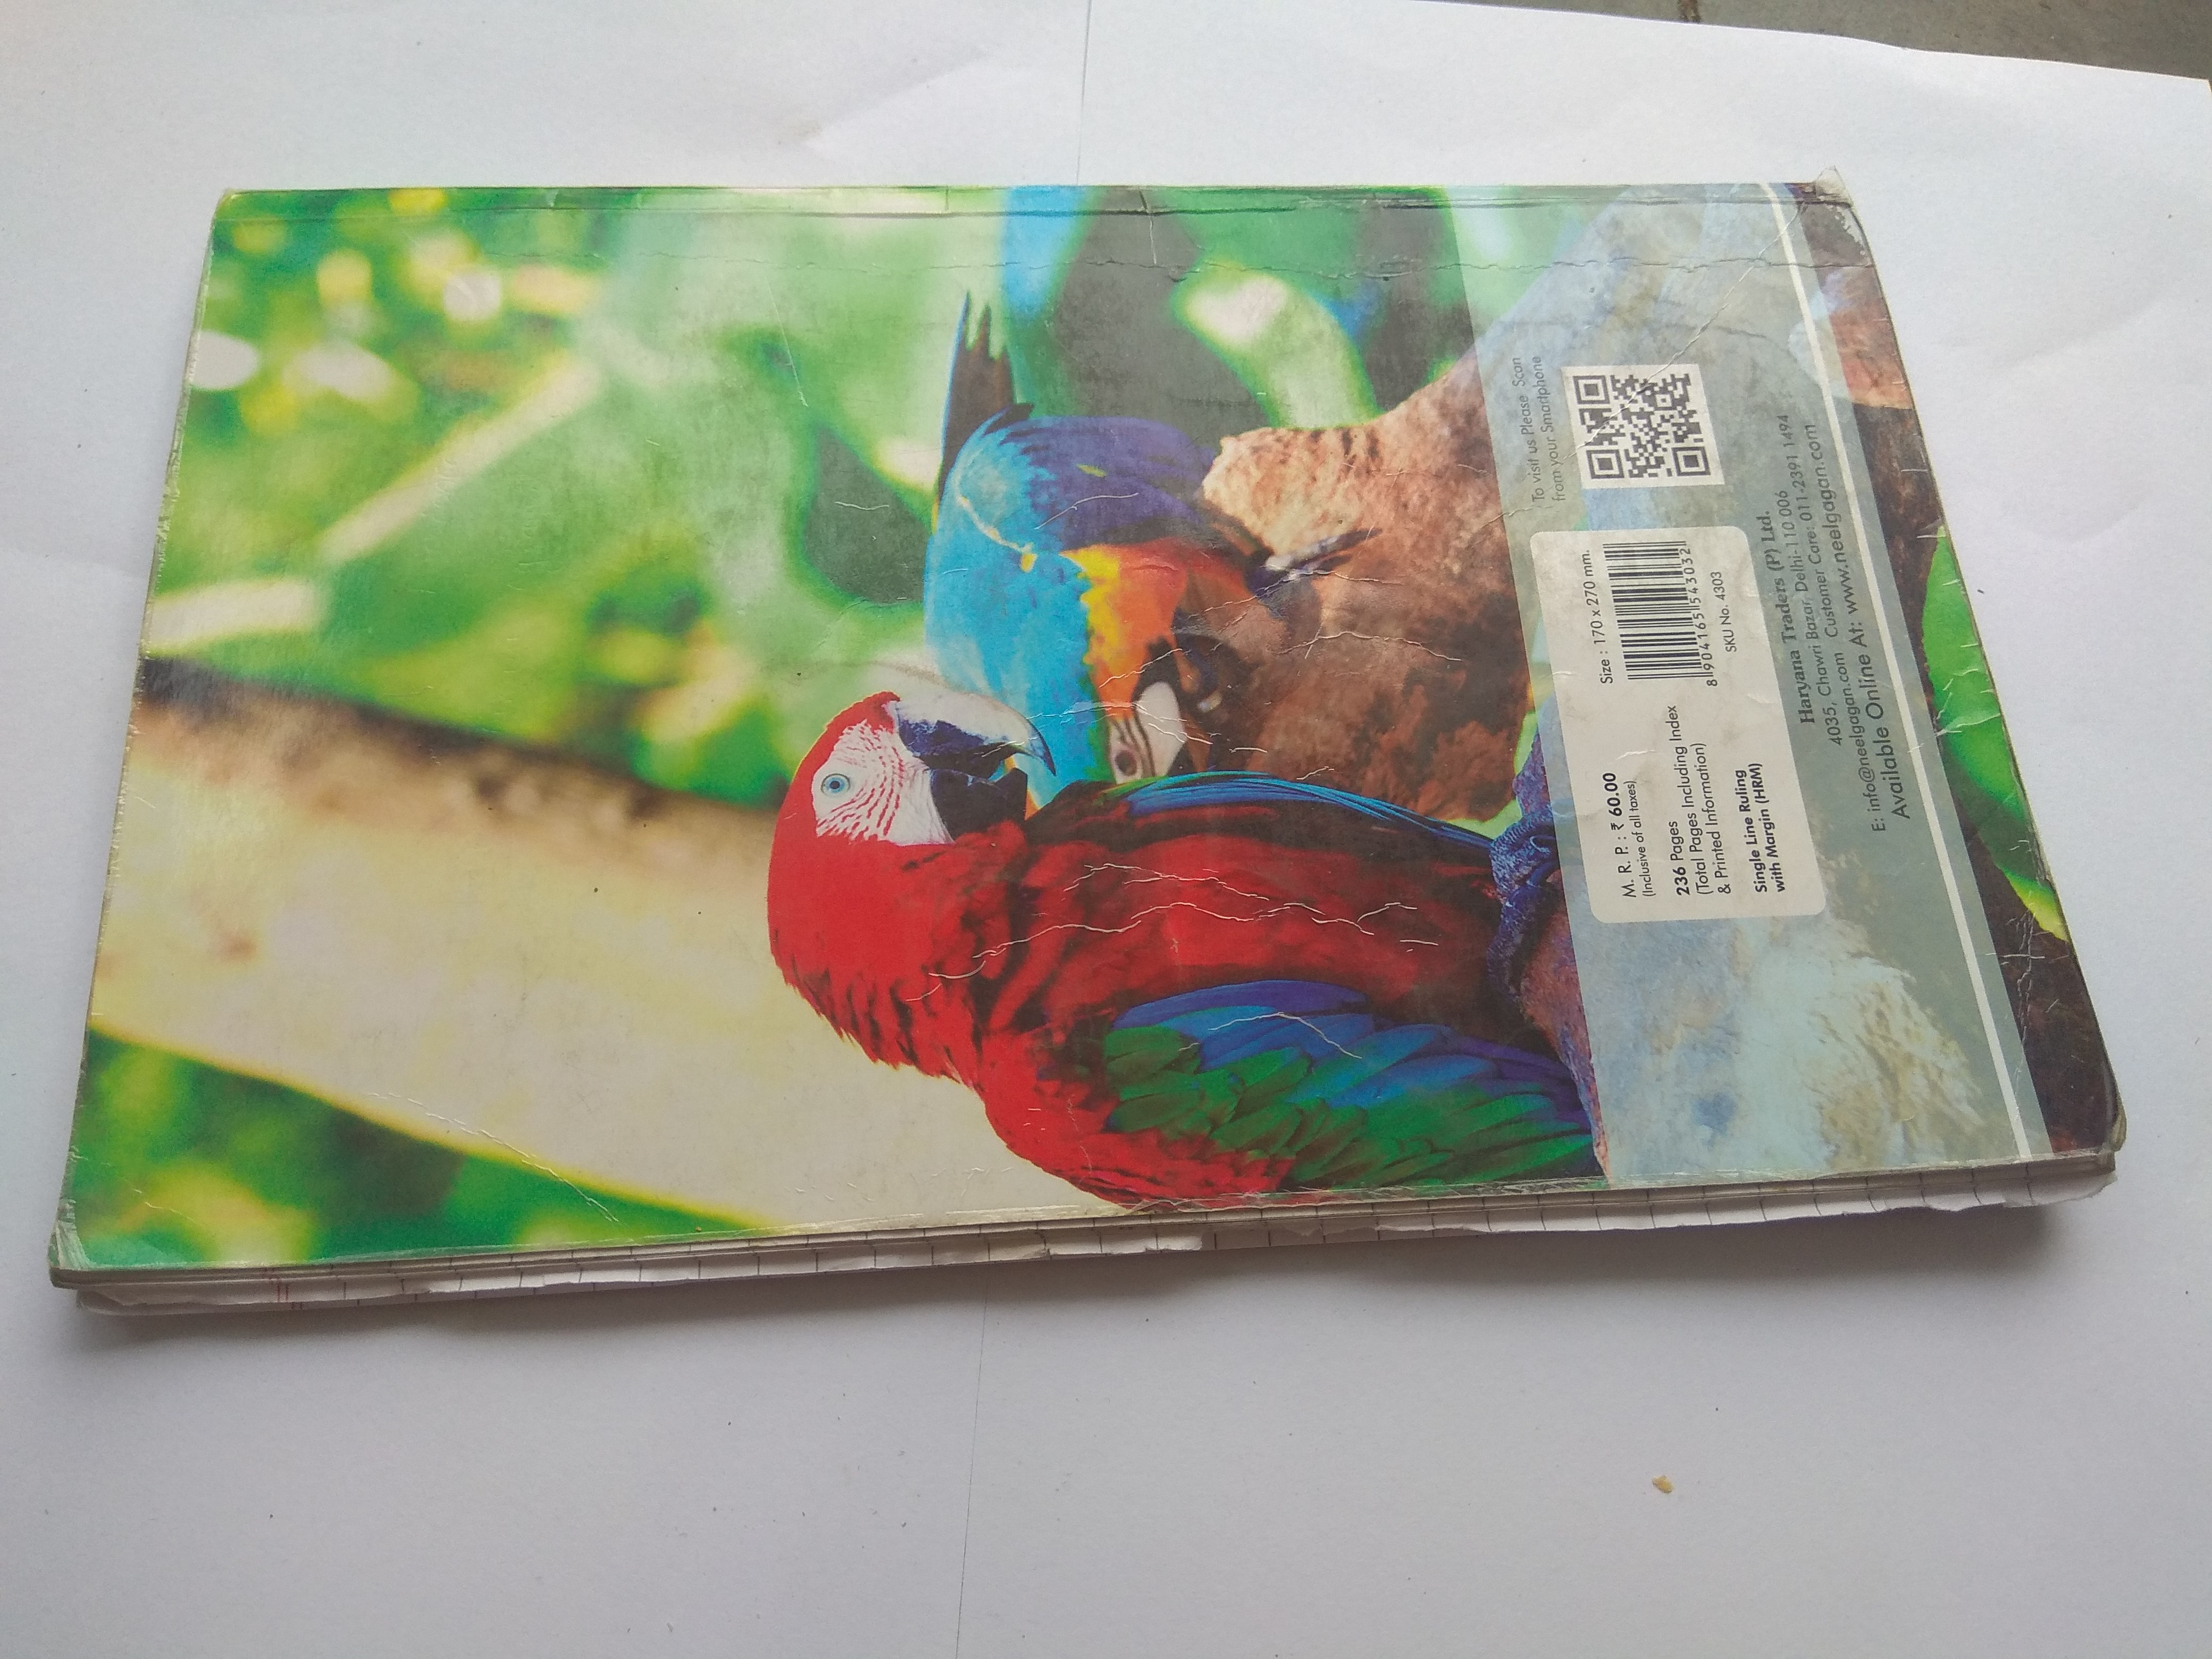 To visit us Please Scan
from your Smartphone
M. R. P. : ₹ 60.00
(Inclusive of all taxes)
236 Pages
(Total Pages Including Index
& Printed Information)
Single Line Ruling
with Margin (HRM)
Size : 170 x 270 mm.
8 904165 543032
SKU No. 4303
Haryana Traders (P) Ltd.
4035, Chawri Bazar, Delhi-110 006
E: info@neelgagan.com Customer Care: 011-2391 1494
Available Online At: www.neelgagan.com